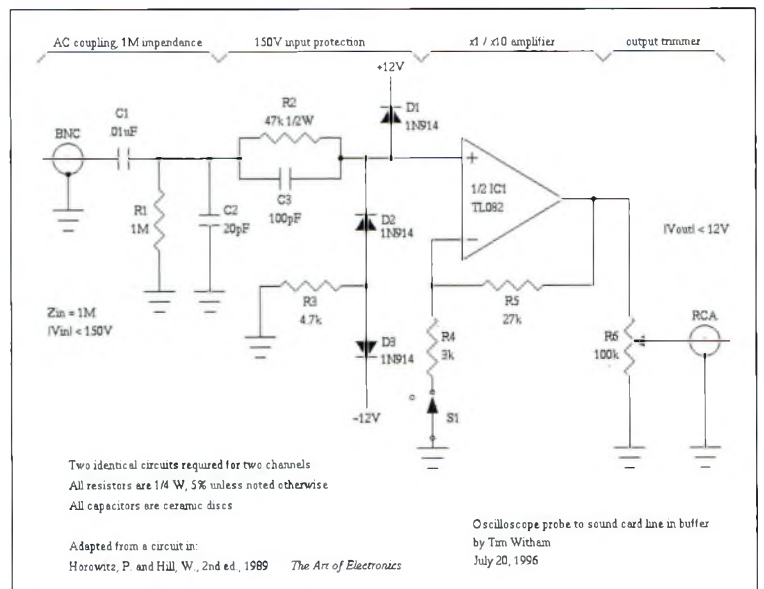 AC coupling, 1M impendance
150V input protection
x1 / x10 amplifier
output trimmer
+12V
BNC
C1
.01uF
R2
47k 1/2W
D1
1N914
C3
100pF
R1
1M
C2
20pF
D2
1N914
1/2 IC1
TL082
|Vout| < 12V
Zin = 1M
|Vin| < 150V
R3
4.7k
R5
27k
D3
1N914
R4
3k
R6
100k
RCA
-12V
S1
Two identical circuits required for two channels
All resistors are 1/4 W, 5% unless noted otherwise
All capacitors are ceramic discs
Adapted from a circuit in:
Horowitz, P. and Hill, W., 2nd ed., 1989 The Art of Electronics
Oscilloscope probe to sound card line in buffer
by Tim Witham
July 20, 1996